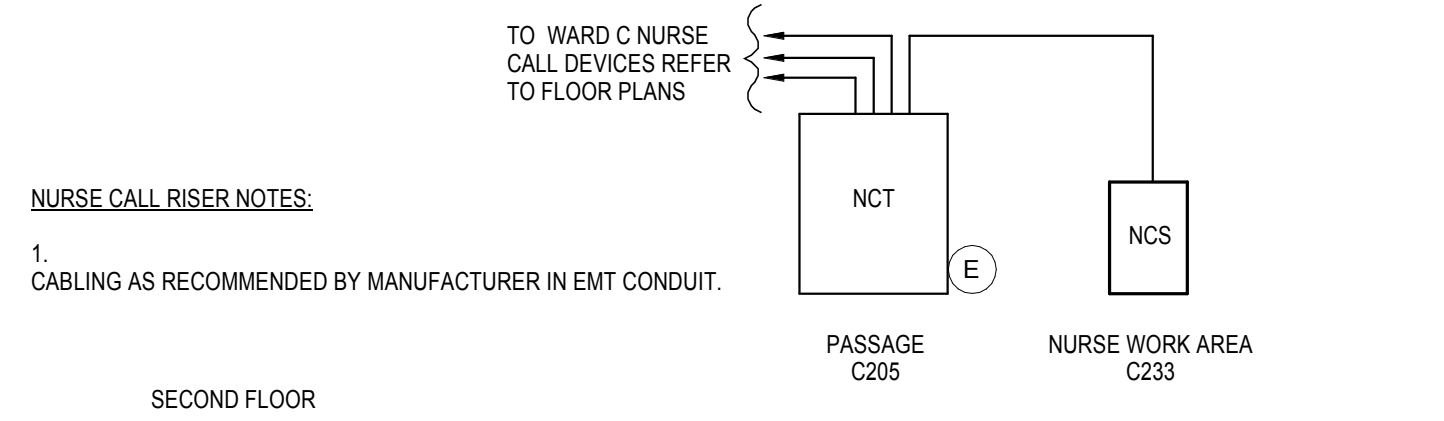 TO WARD C NURSE
CALL DEVICES REFER
TO FLOOR PLANS
NURSE CALL RISER NOTES:
1.
CABLING AS RECOMMENDED BY MANUFACTURER IN EMT CONDUIT.
NCT
NCS
E
PASSAGE
C205
NURSE WORK AREA
C233
SECOND FLOOR